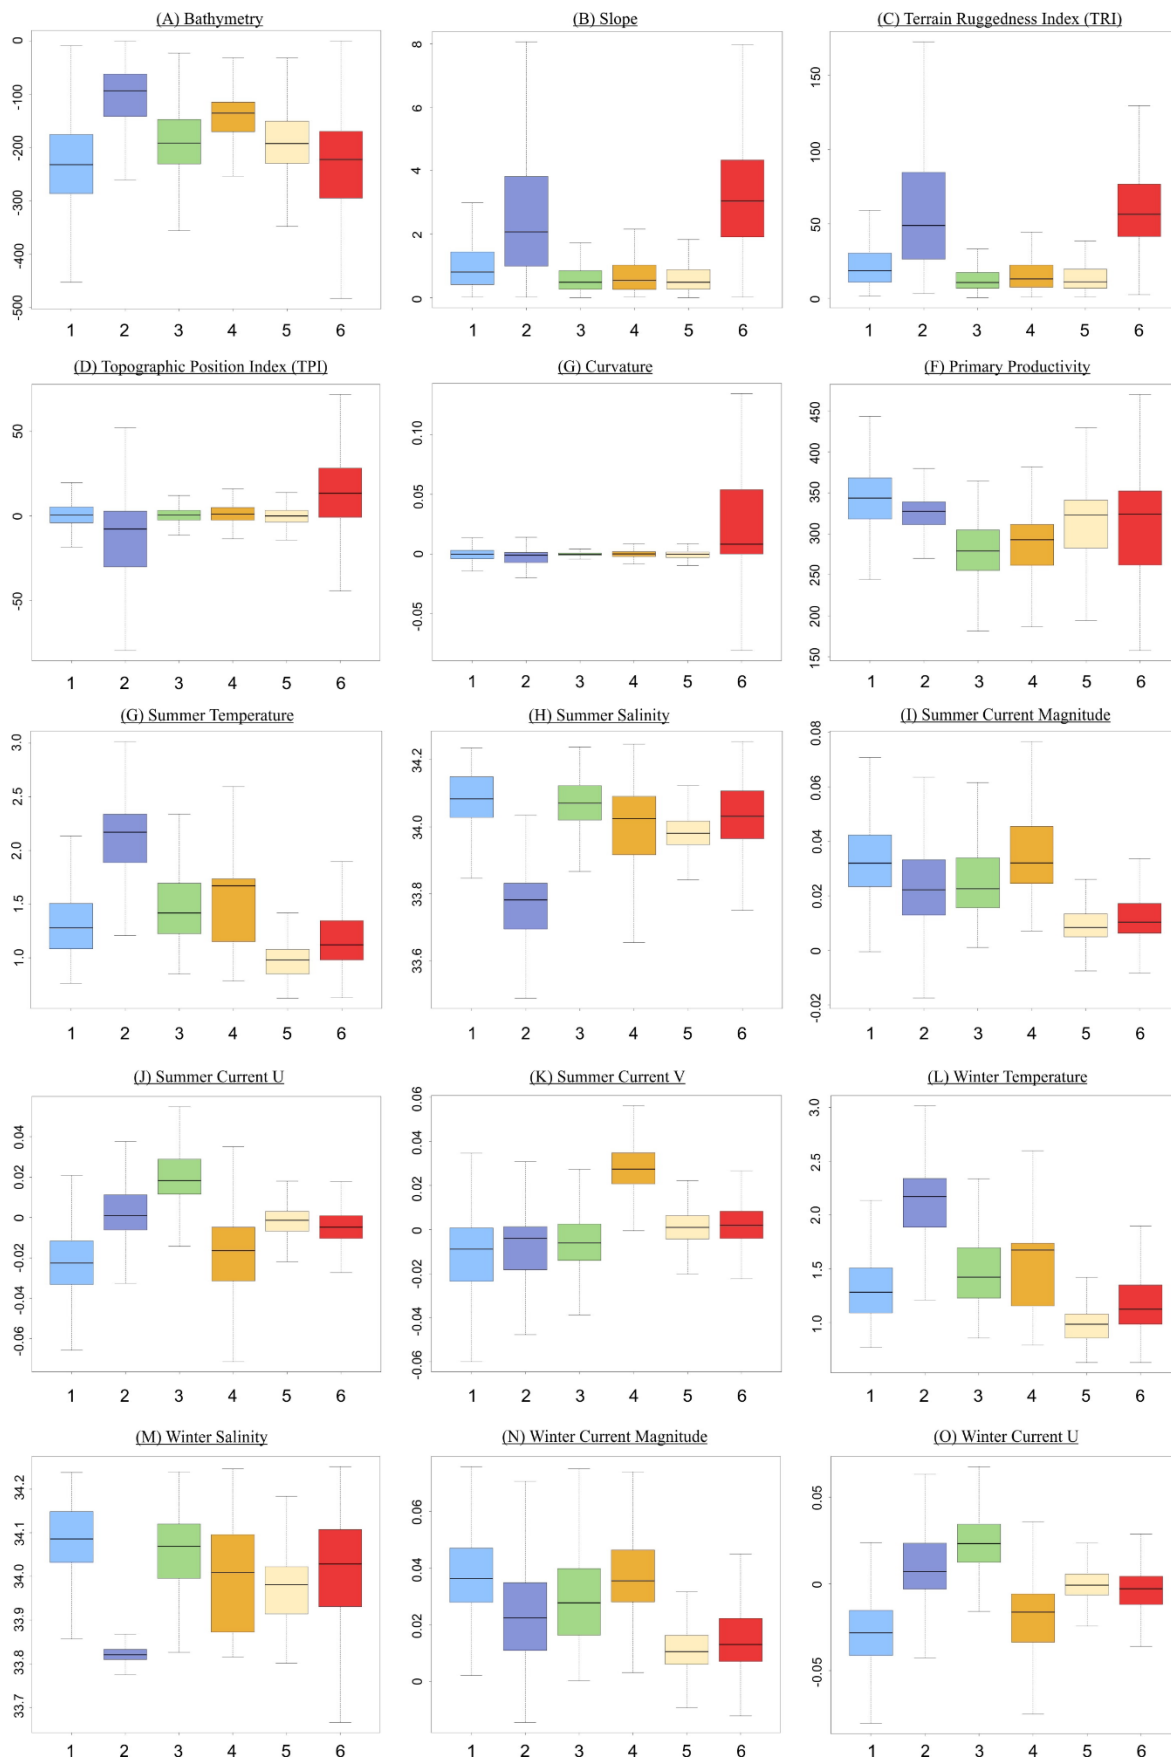 (A) Bathymetry
(B) Slope
(C) Terrain Ruggedness Index (TRI)
0
-100
-200
-300
-400
-500
1 2 3 4 5 6
8
6
4
2
0
1 2 3 4 5 6
150
100
50
0
1 2 3 4 5 6
(D) Topographic Position Index (TPI)
(G) Curvature
(F) Primary Productivity
50
0
-50
1 2 3 4 5 6
0.10
0.05
0
-0.05
1 2 3 4 5 6
450
400
350
300
250
200
150
1 2 3 4 5 6
(G) Summer Temperature
(H) Summer Salinity
(I) Summer Current Magnitude
3.0
2.5
2.0
1.5
1.0
1 2 3 4 5 6
34.2
34.0
33.8
33.6
1 2 3 4 5 6
0.08
0.06
0.04
0.02
0
-0.02
1 2 3 4 5 6
(J) Summer Current U
(K) Summer Current V
(L) Winter Temperature
0.04
0.02
0
-0.02
-0.04
-0.06
1 2 3 4 5 6
0.06
0.04
0.02
0
-0.02
-0.04
-0.06
1 2 3 4 5 6
3.0
2.5
2.0
1.5
1.0
1 2 3 4 5 6
(M) Winter Salinity
(N) Winter Current Magnitude
(O) Winter Current U
34.2
34.1
34.0
33.9
33.8
33.7
1 2 3 4 5 6
0.06
0.04
0.02
0
1 2 3 4 5 6
0.05
0
-0.05
1 2 3 4 5 6